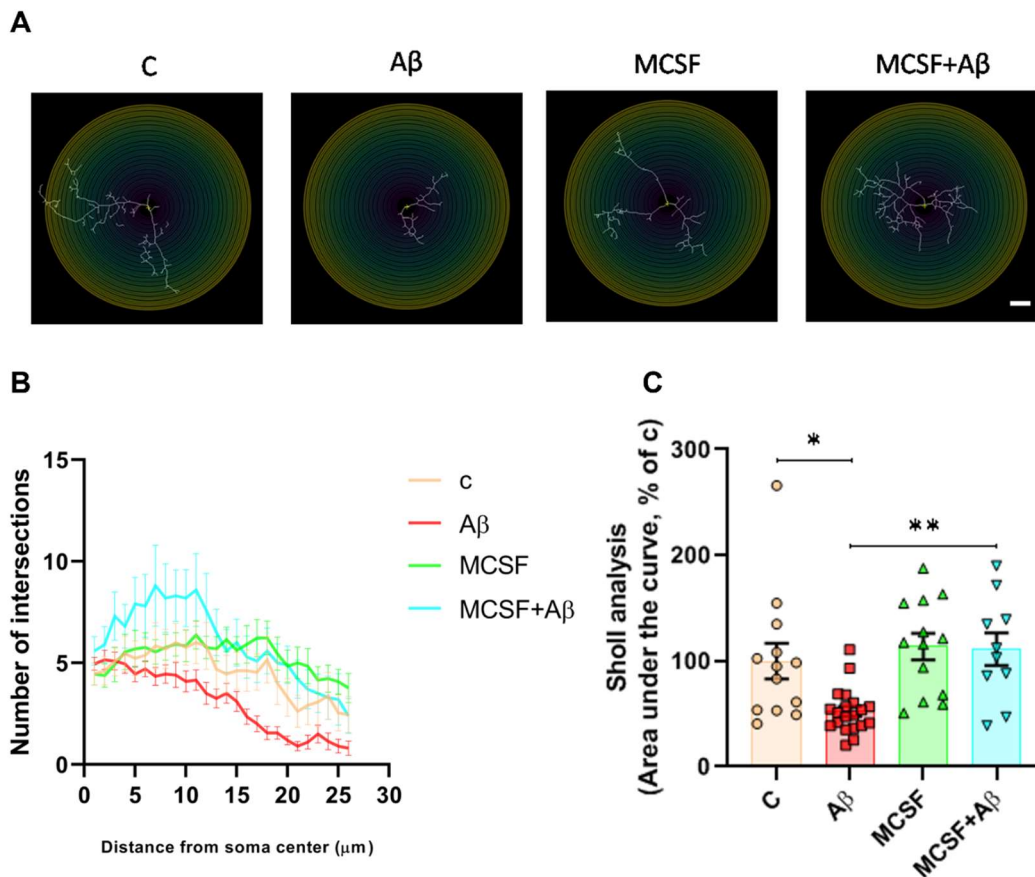 A
C
Aβ
MCSF
MCSF+Aβ
B
Number of intersections
15
10
5
0
0 5 10 15 20 25 30
Distance from soma center (μm)
c
Aβ
MCSF
MCSF+Aβ
C
Sholl analysis
(Area under the curve, % of c)
300
200
100
0
*
**
C
Aβ
MCSF
MCSF+Aβ